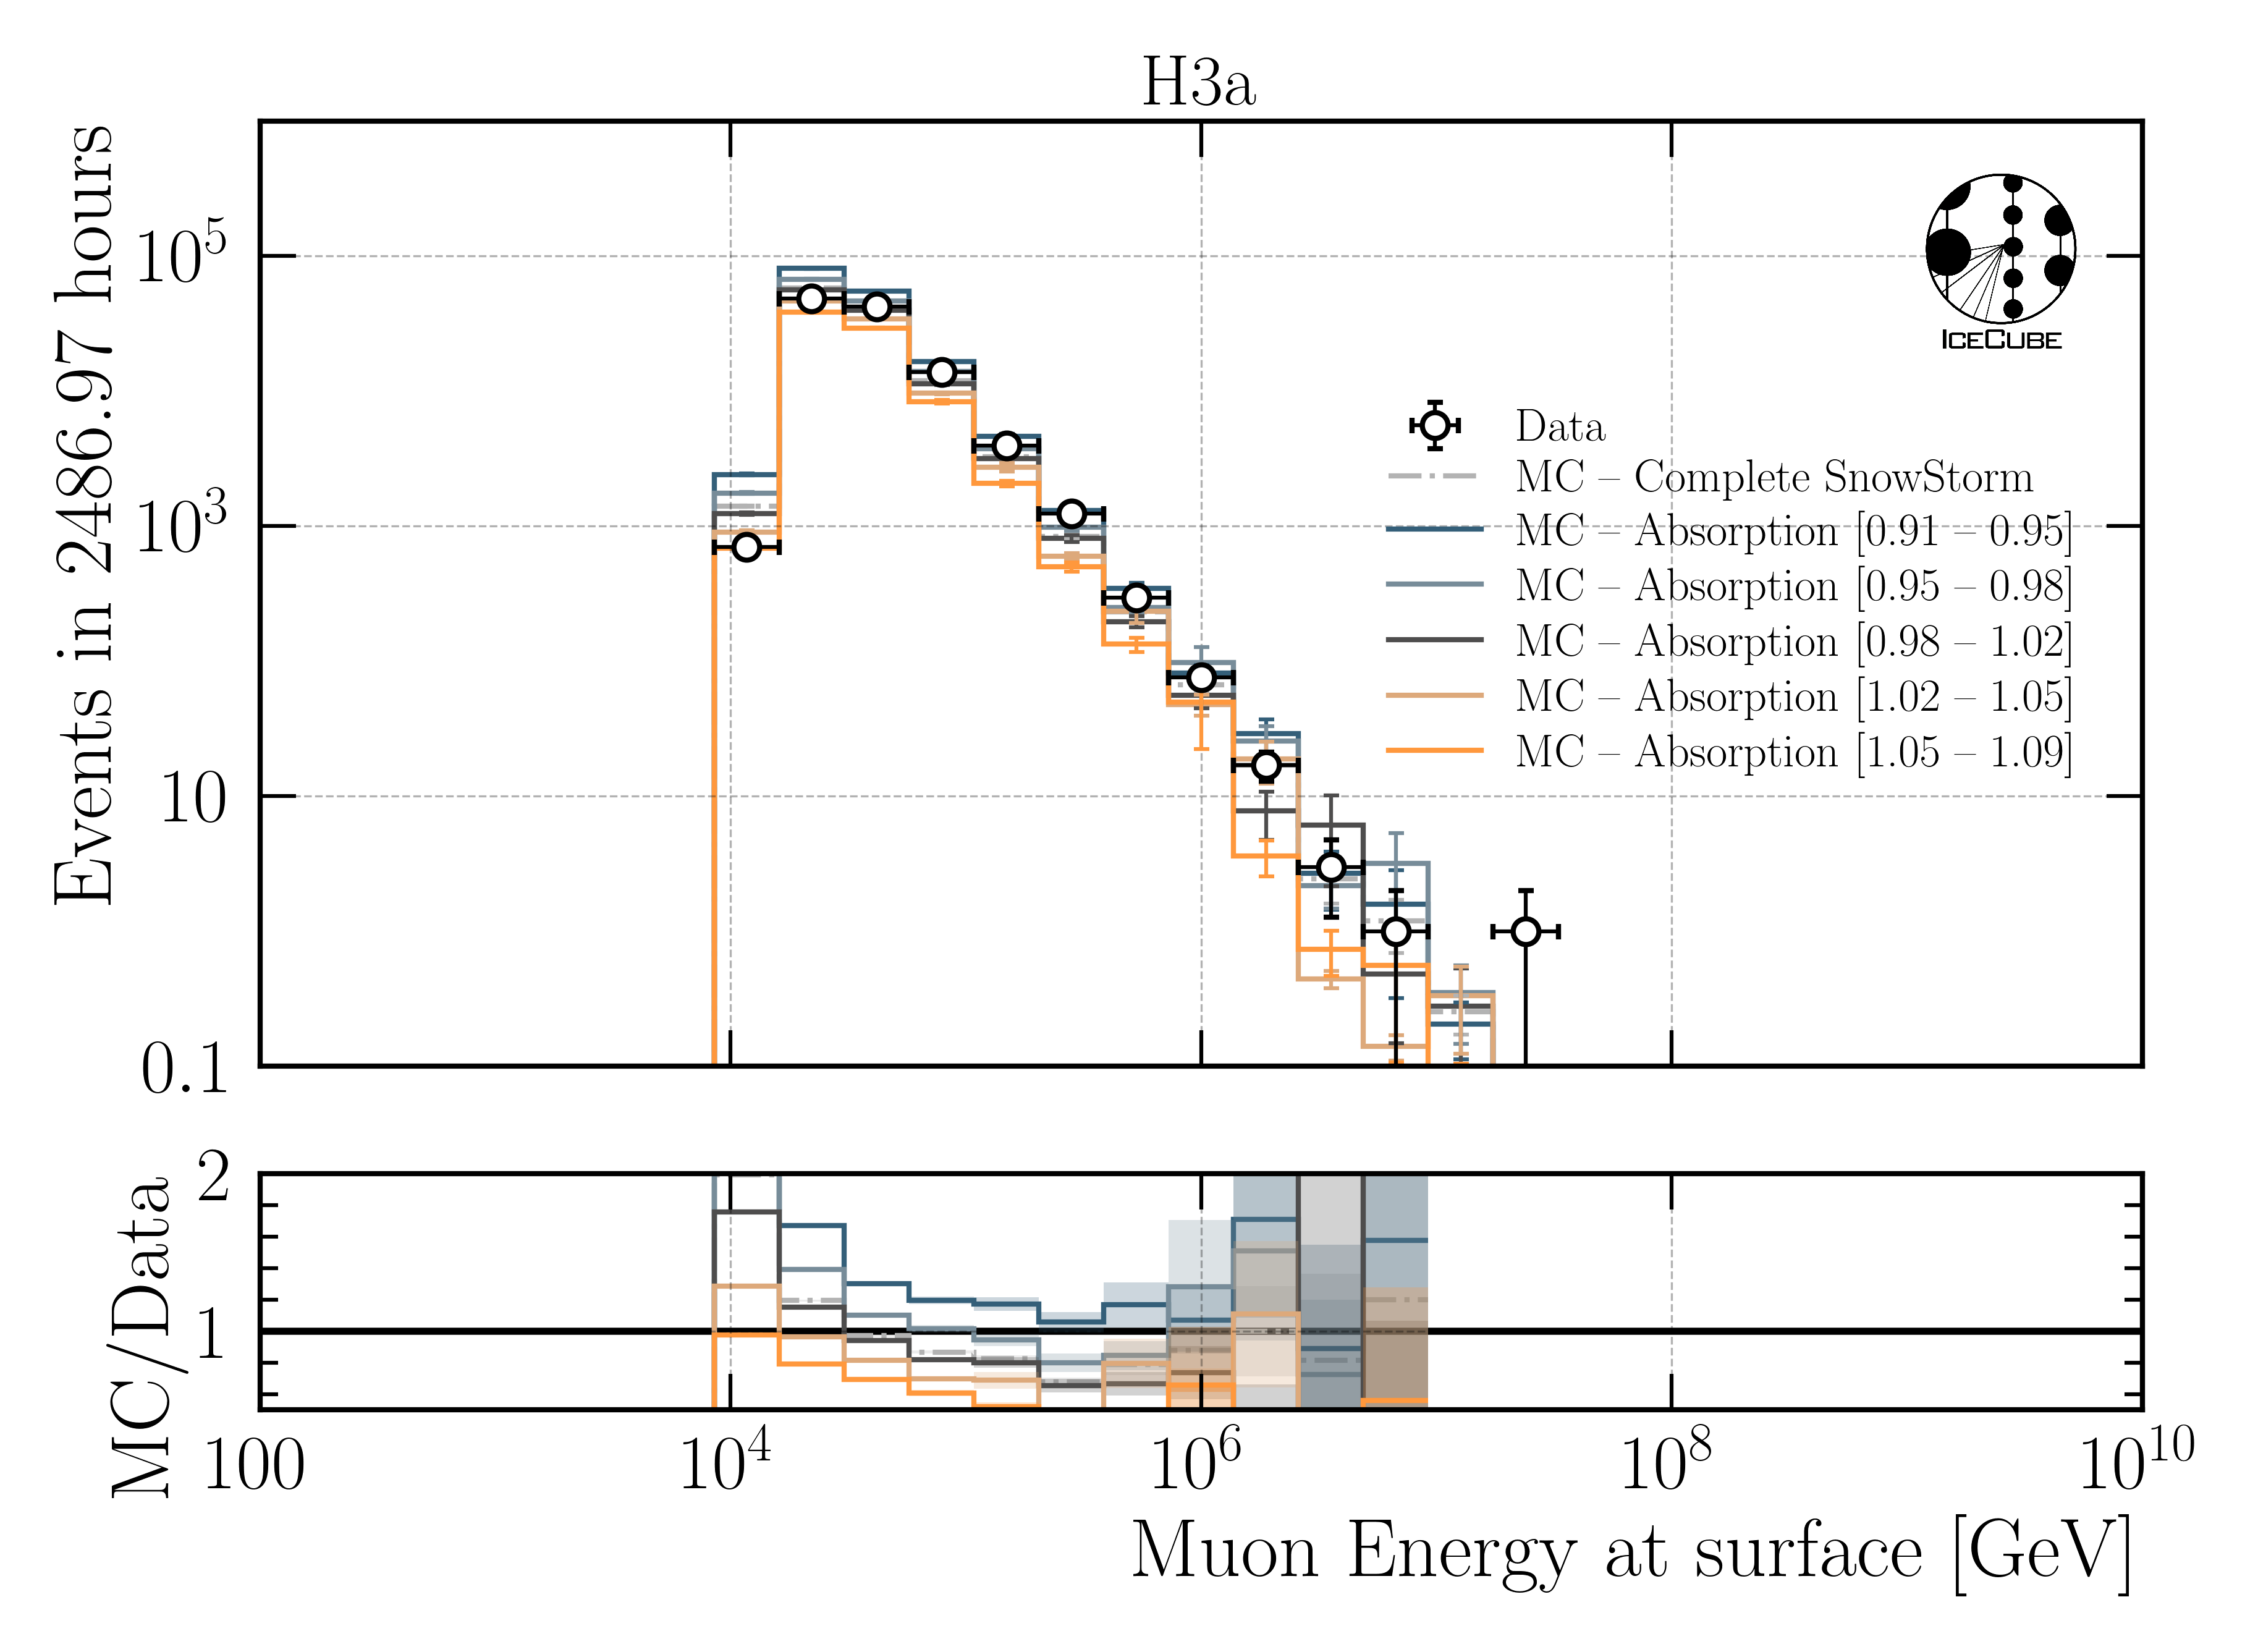 H3a
Events in 2486.97 hours
10^5
10^3
10
0.1
ICECUBE
Data
MC – Complete SnowStorm
MC – Absorption [0.91 – 0.95]
MC – Absorption [0.95 – 0.98]
MC – Absorption [0.98 – 1.02]
MC – Absorption [1.02 – 1.05]
MC – Absorption [1.05 – 1.09]
MC/Data
2
1
100
10^4
10^6
10^8
10^10
Muon Energy at surface [GeV]